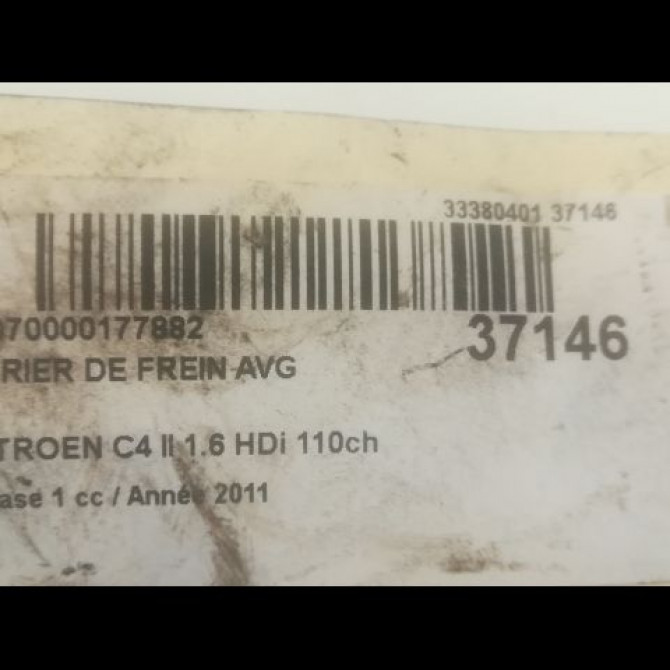 33380401 37146
70000177882
37146
RIER DE FREIN AVG
TROEN C4 II 1.6 HDi 110ch
ase 1 cc / Année 2011